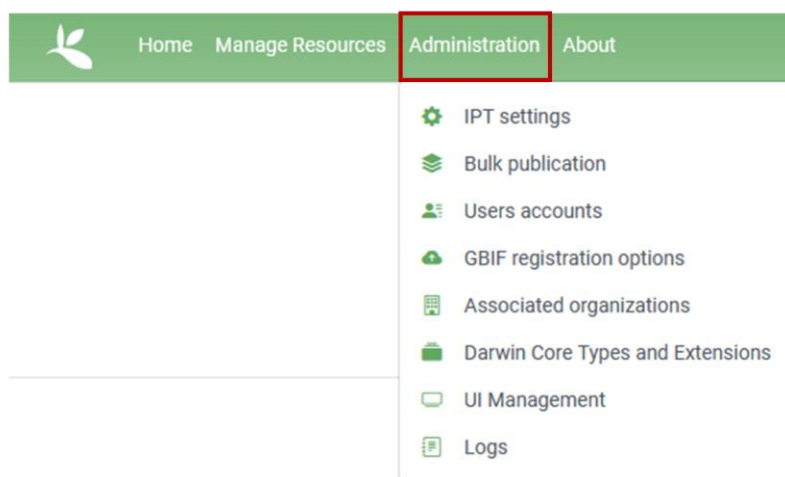 Home Manage Resources Administration About
IPT settings
Bulk publication
Users accounts
GBIF registration options
Associated organizations
Darwin Core Types and Extensions
UI Management
Logs